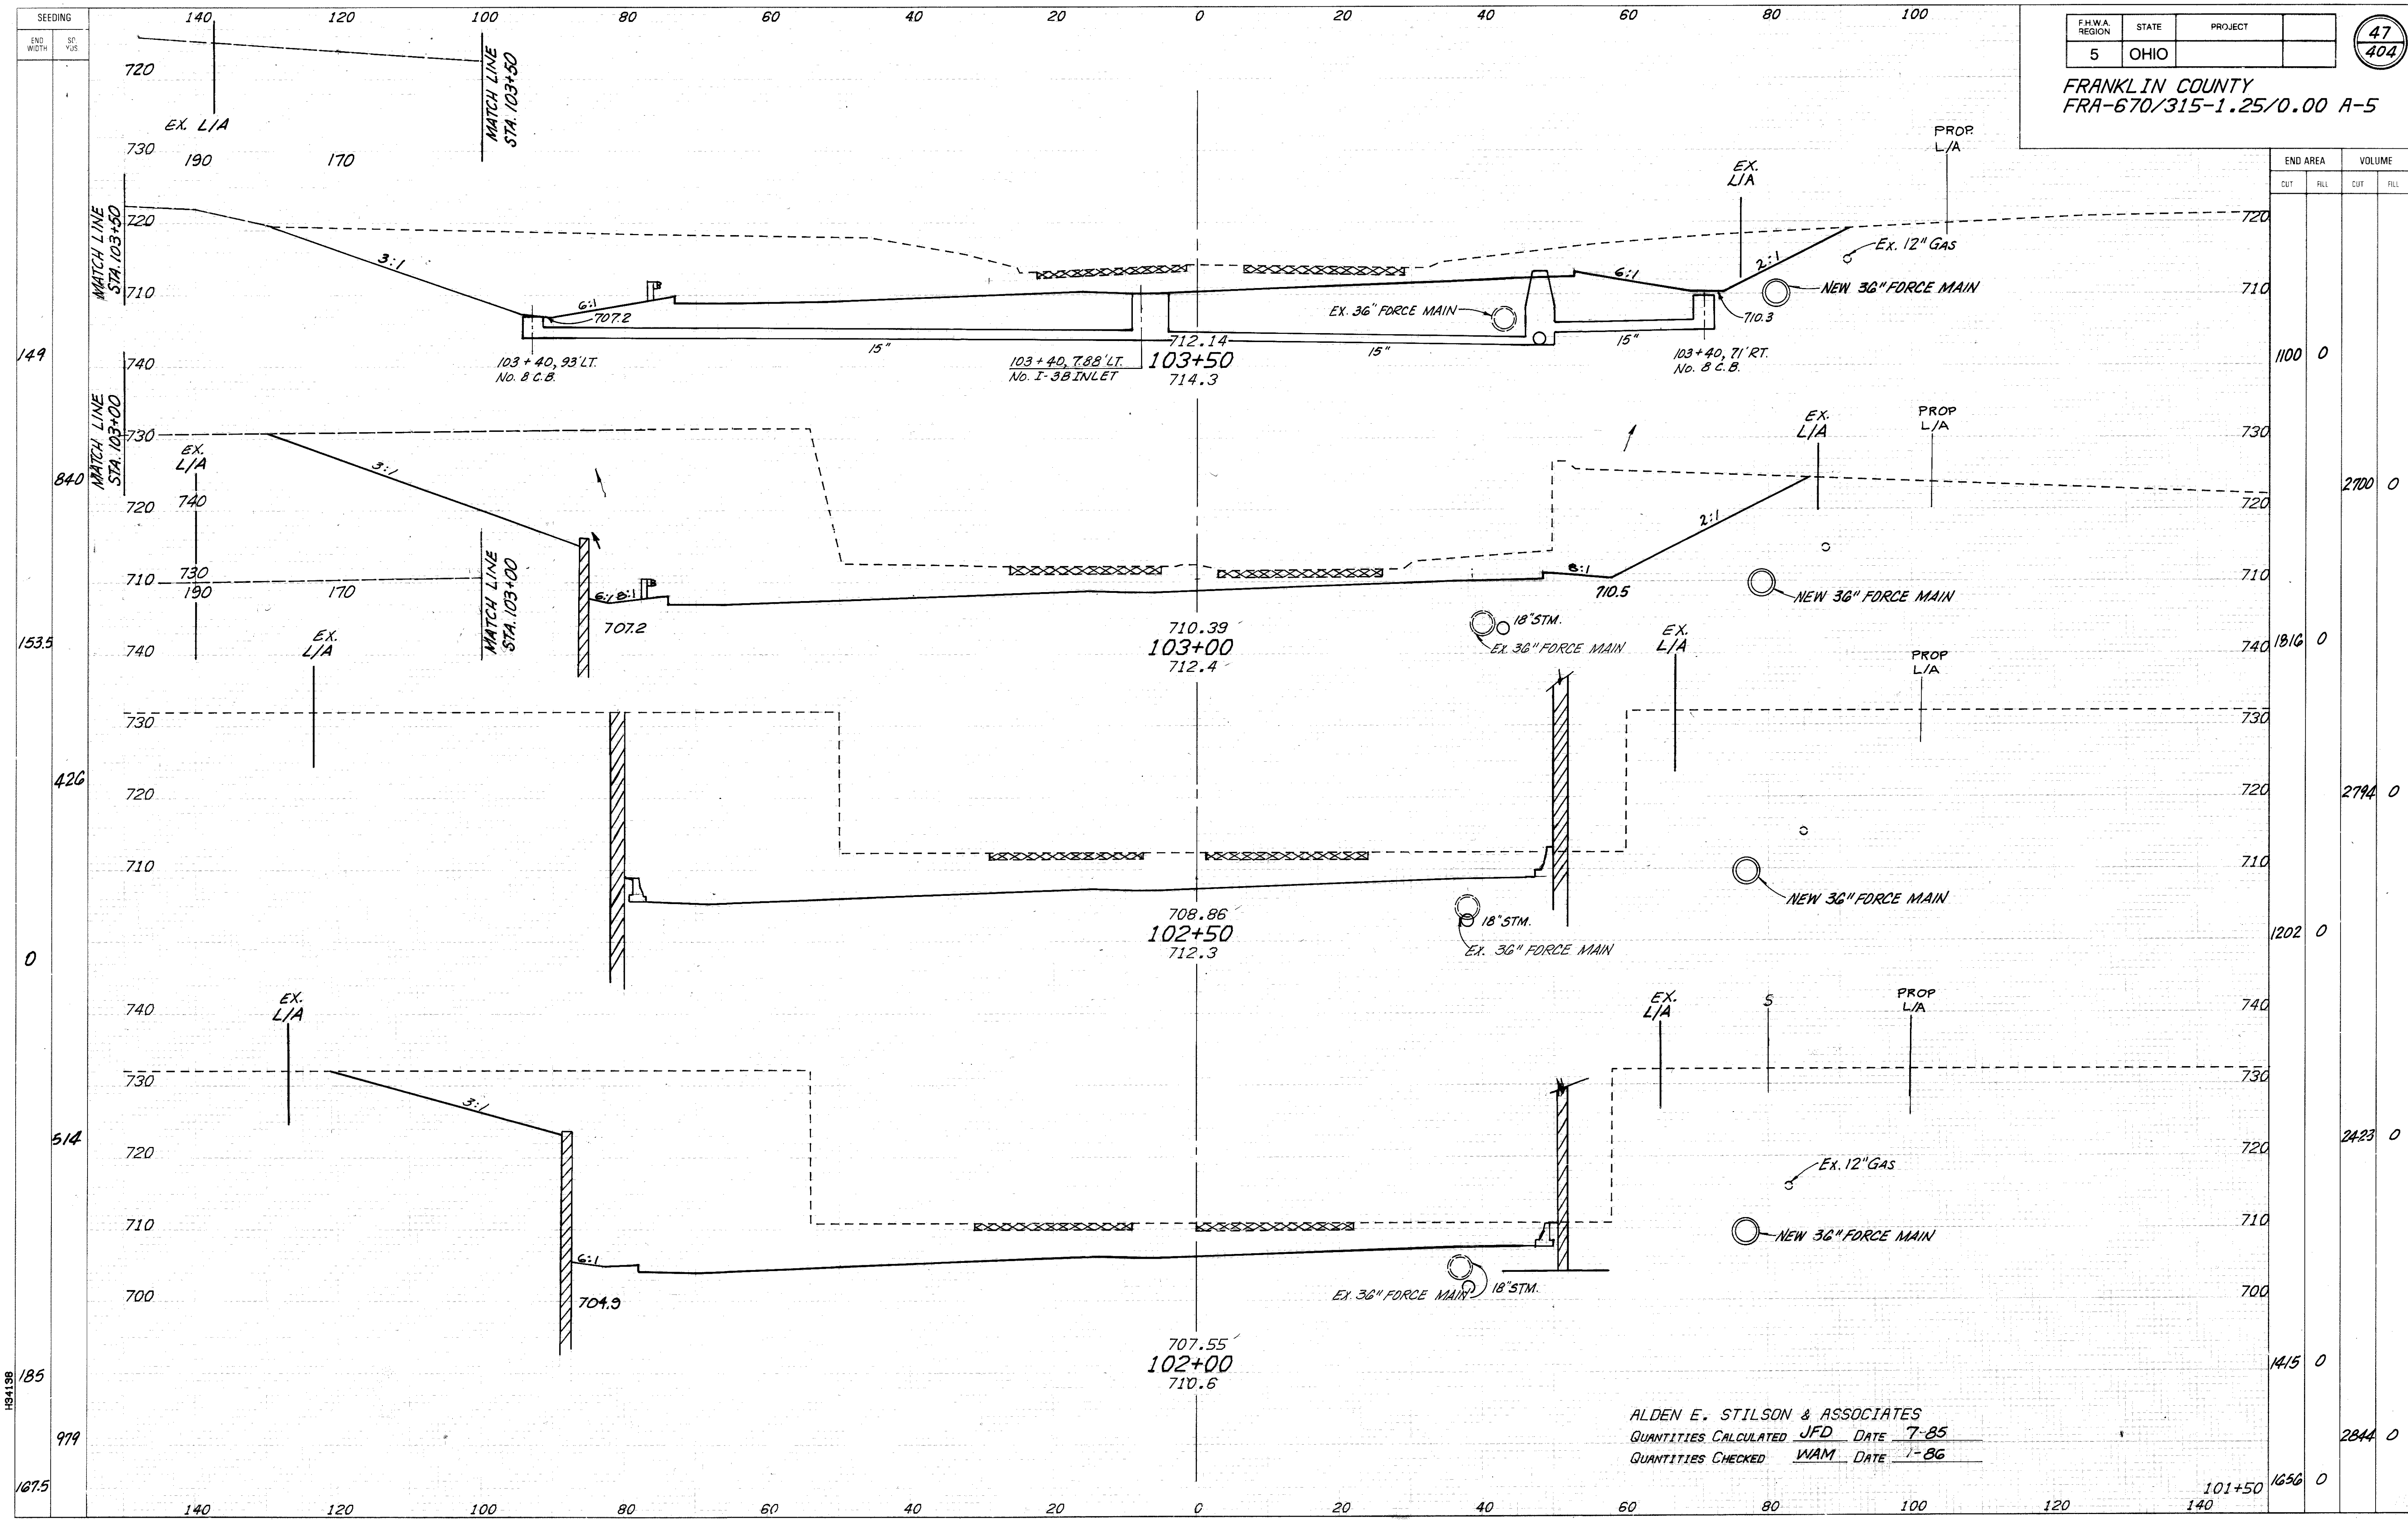 SEEDING
END WIDTH
SQ. YDS.
140 120 100 80 60 40 20 0 20 40 60 80 100
F.H.W.A. REGION STATE PROJECT
5 OHIO
47
404
FRANKLIN COUNTY
FRA-670/315-1.25/0.00 A-5
END AREA VOLUME
CUT FILL CUT FILL
720
EX. L/A
730
190 170
MATCH LINE
STA. 103+50
MATCH LINE
STA. 103+50
720
710
740
3:1
6:1
707.2
EX.
L/A
PROP.
L/A
720
710
6:1
2:1
EX. 12" GAS
NEW 36" FORCE MAIN
EX. 36" FORCE MAIN
710.3
15"
15"
15"
103+40, 93' LT.
No. 8 C.B.
103+40, 7.88' LT.
No. I-3B INLET
712.14
103+50
714.3
103+40, 71' RT.
No. 8 C.B.
149
1100 0
MATCH LINE
STA. 103+00
730
EX.
L/A
740
720
710
730
190 170
740
MATCH LINE
STA. 103+00
3:1
6:1 8:1
707.2
EX.
L/A
PROP
L/A
730
720
710
740
2:1
8:1
710.5
NEW 36" FORCE MAIN
18" STM.
EX. 36" FORCE MAIN
710.39
103+00
712.4
840
2700 0
153.5
1816 0
EX.
L/A
EX.
L/A
PROP
L/A
730
720
710
730
720
710
NEW 36" FORCE MAIN
18" STM.
EX. 36" FORCE MAIN
708.86
102+50
712.3
426
2794 0
0
1202 0
740
730
720
710
700
EX.
L/A
3:1
6:1
704.9
EX.
L/A
S
PROP
L/A
740
730
720
710
700
EX. 12" GAS
NEW 36" FORCE MAIN
EX. 36" FORCE MAIN
18" STM.
707.55
102+00
710.6
514
2423 0
185
1415 0
979
2844 0
167.5
1656 0
101+50
ALDEN E. STILSON & ASSOCIATES
QUANTITIES CALCULATED JFD DATE 7-85
QUANTITIES CHECKED WAM DATE 1-86
140 120 100 80 60 40 20 0 20 40 60 80 100 120 140
H34138